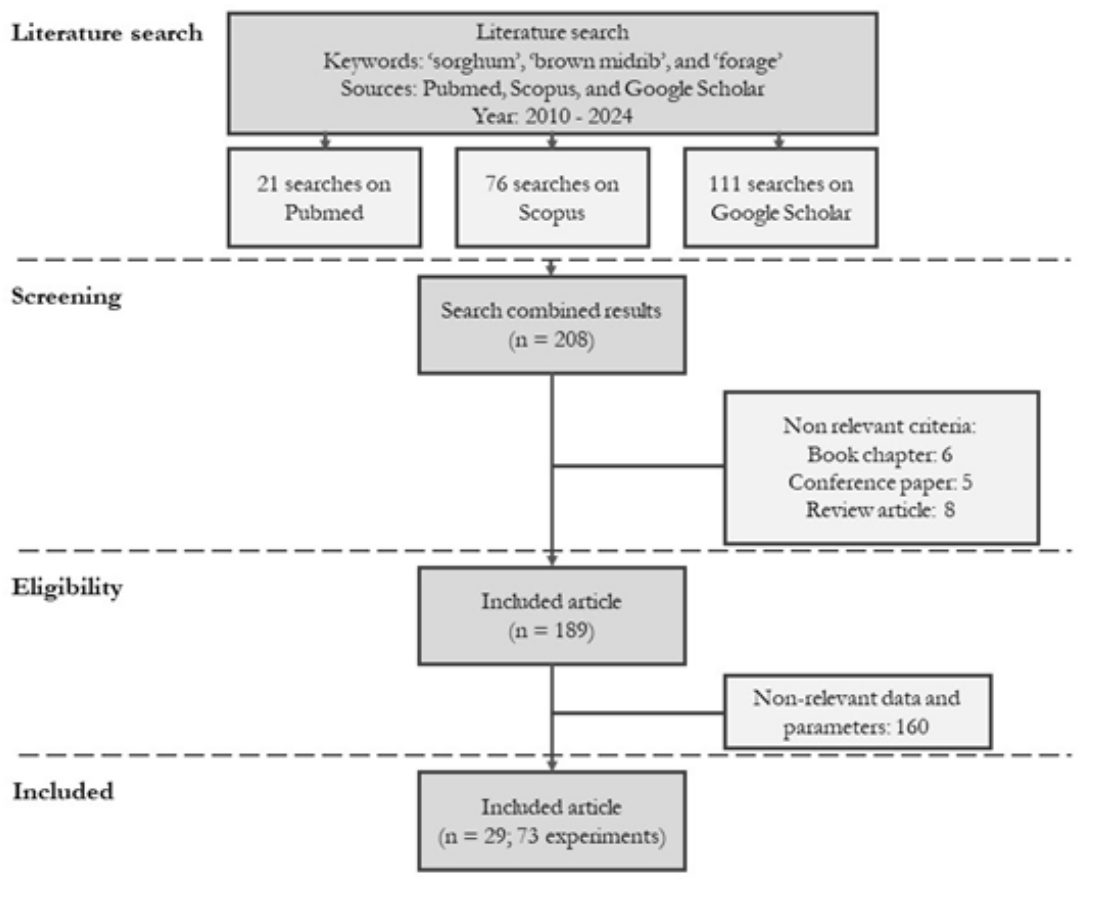 Literature search
Literature search
Keywords: ‘sorghum’, ‘brown midrib’, and ‘forage’
Sources: Pubmed, Scopus, and Google Scholar
Year: 2010 - 2024
21 searches on
Pubmed
76 searches on
Scopus
111 searches on
Google Scholar
Screening
Search combined results
(n = 208)
Non relevant criteria:
Book chapter: 6
Conference paper: 5
Review article: 8
Eligibility
Included article
(n = 189)
Non-relevant data and
parameters: 160
Included
Included article
(n = 29; 73 experiments)